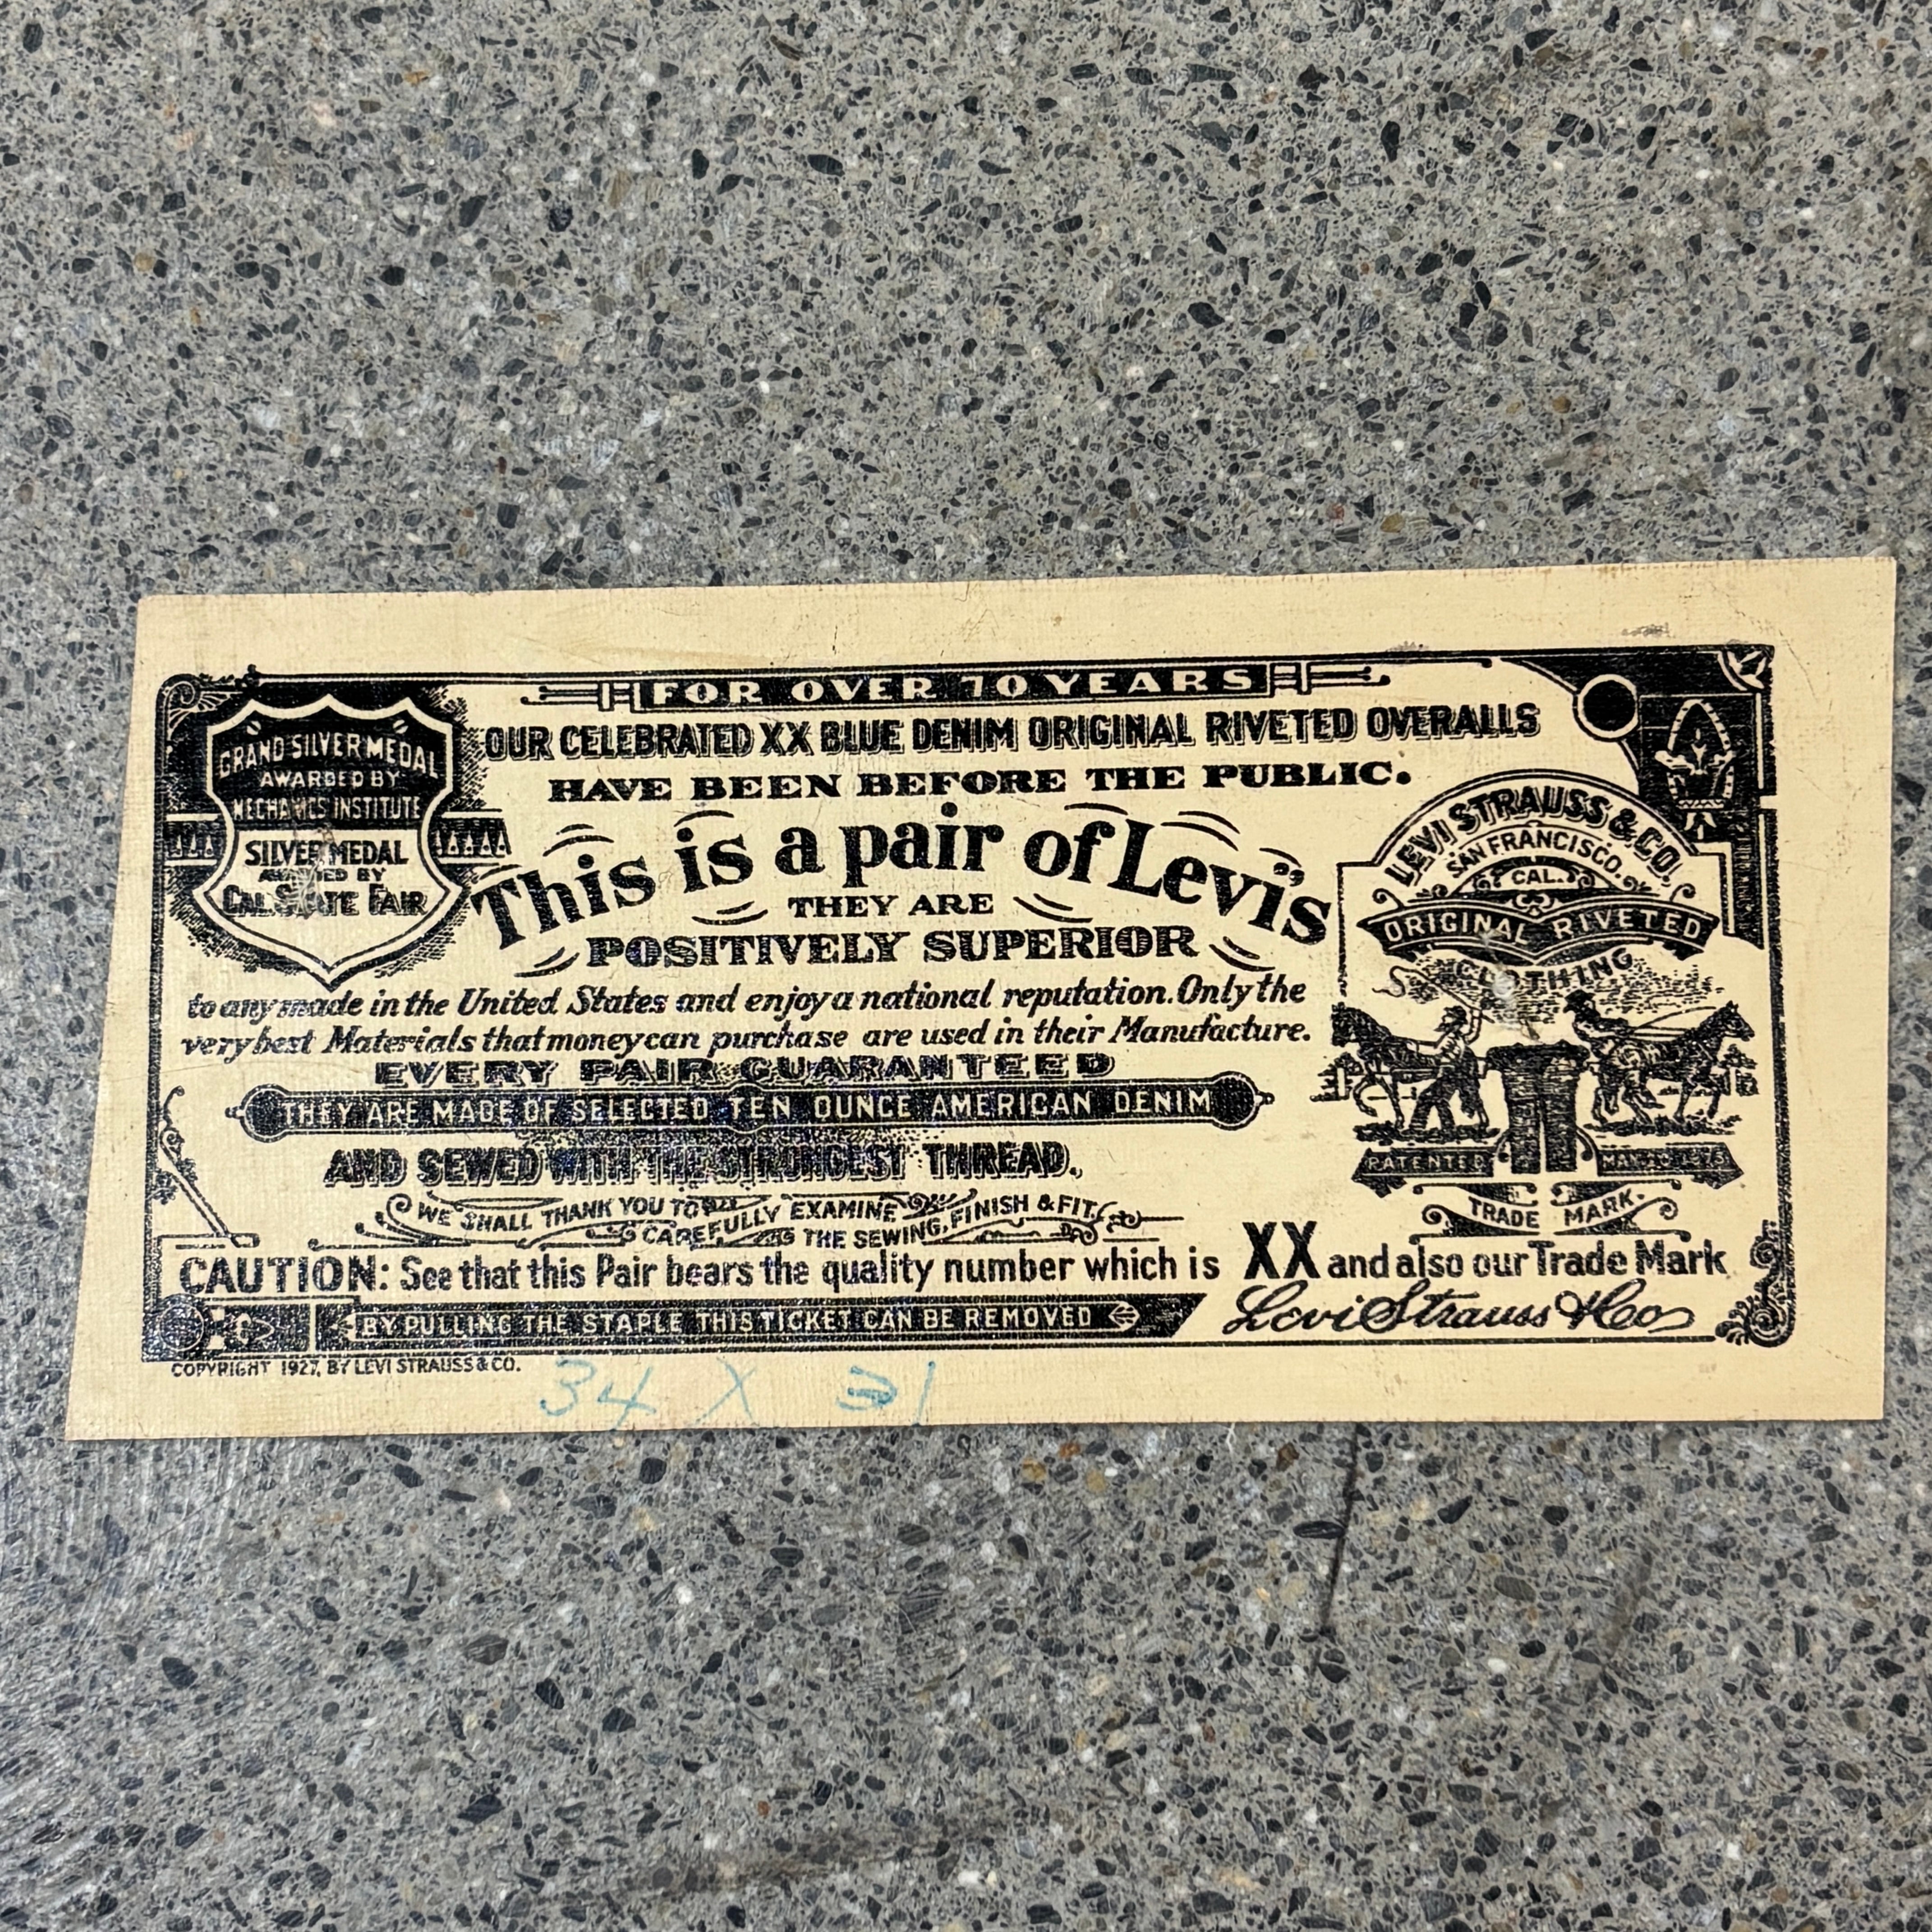 FOR OVER 70 YEARS
OUR CELEBRATED XX BLUE DENIM ORIGINAL RIVETED OVERALLS
HAVE BEEN BEFORE THE PUBLIC.
GRAND SILVER MEDAL
AWARDED BY
MECHANICS INSTITUTE
SILVER MEDAL
AWARDED BY
CAL STATE FAIR
This is a pair of Levi's
THEY ARE
POSITIVELY SUPERIOR
to any made in the United States and enjoy a national reputation. Only the
very best Materials that money can purchase are used in their Manufacture.
EVERY PAIR GUARANTEED
THEY ARE MADE OF SELECTED TEN OUNCE AMERICAN DENIM
AND SEWED WITH THE STRONGEST THREAD,
WE SHALL THANK YOU TO
CAREFULLY EXAMINE
THE SEWING, FINISH & FIT.
LEVI STRAUSS & CO.
SAN FRANCISCO.
CAL.
ORIGINAL RIVETED
CLOTHING
PATENTED
TRADE MARK.
CAUTION: See that this Pair bears the quality number which is XX and also our Trade Mark
BY PULLING THE STAPLE THIS TICKET CAN BE REMOVED
Levi Strauss & Co
COPYRIGHT 1927, BY LEVI STRAUSS & CO.
34 X 31